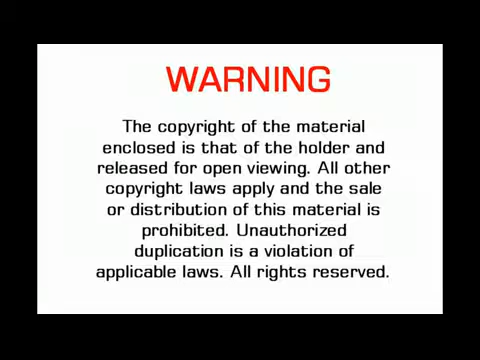 WARNING
The copyright of the material
enclosed is that of the holder and
released for open viewing. All other
copyright laws apply and the sale
or distribution of this material is
prohibited. Unauthorized
duplication is a violation of
applicable laws. All rights reserved.